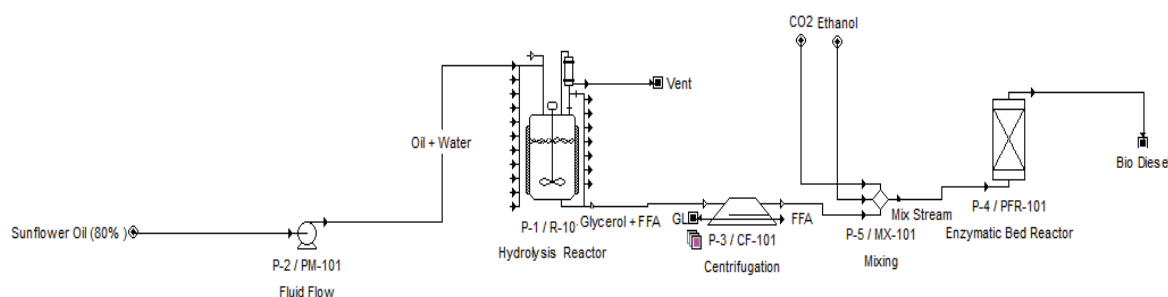 CO2 Ethanol
Vent
Oil + Water
Bio Diese
Sunflower Oil (80% )
P-2 / PM-101
Fluid Flow
P-1 / R-10
Hydrolysis Reactor
Glycerol + FFA
GL
FFA
P-3 / CF-101
Centrifugation
Mix Stream
P-5 / MX-101
Mixing
P-4 / PFR-101
Enzymatic Bed Reactor